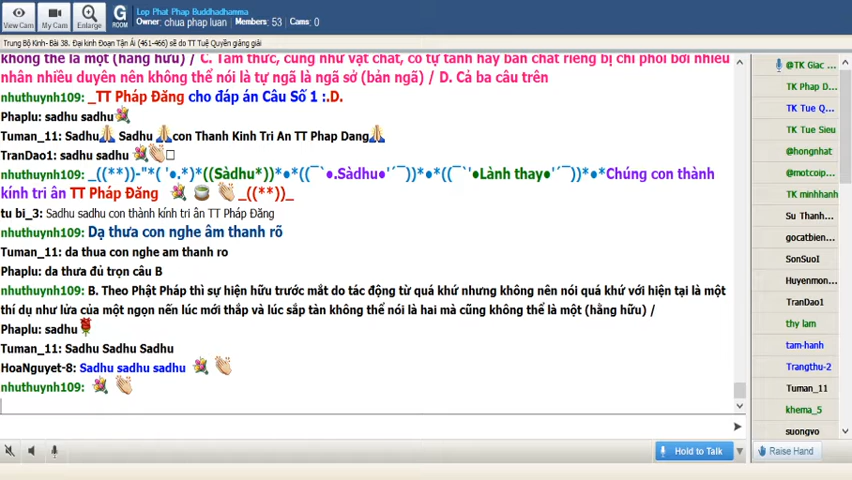 View Cam
My Cam
Enlarge
G
ROOM
Lop Phat Phap Buddhadhamma
Owner: chua phap luan / Members: 53 / Cams: 0
Trung Bộ Kinh- Bài 38. Đại kinh Đoạn Tận Ái (461-466) sẽ do TT Tuệ Quyền giảng giải
không thể là một (hằng hữu) / C. Tâm thức, cũng như vật chất, có tự tánh hay bản chất riêng bị chi phối bởi nhiều
nhân nhiều duyên nên không thể nói là tự ngã là ngã sở (bản ngã) / D. Cả ba câu trên
nhuthuynh109: _TT Pháp Đăng cho đáp án Câu Số 1 :.D.
Phaplu: sadhu sadhu
Tuman_11: Sadhu Sadhu con Thanh Kinh Tri An TT Phap Dang
TranDao1: sadhu sadhu
nhuthuynh109: _((**))-"*( '•.*)*((Sàdhu*))*•*((¯`•.Sàdhu•'´¯))*•*((¯`'•Lành thay•'´¯))*•*Chúng con thành
kính tri ân TT Pháp Đăng _((**))_
tu bi_3: Sadhu sadhu con thành kính tri ân TT Pháp Đăng
nhuthuynh109: Dạ thưa con nghe âm thanh rõ
Tuman_11: da thua con nghe am thanh ro
Phaplu: da thưa đủ trọn câu B
nhuthuynh109: B. Theo Phật Pháp thì sự hiện hữu trước mắt do tác động từ quá khứ nhưng không nên nói quá khứ với hiện tại là một
thí dụ như lửa của một ngọn nến lúc mới thắp và lúc sắp tàn không thể nói là hai mà cũng không thể là một (hằng hữu) /
Phaplu: sadhu
Tuman_11: Sadhu Sadhu Sadhu
HoaNguyet-8: Sadhu sadhu sadhu
nhuthuynh109:
Hold to Talk
@TK Giac ...
TK Phap D...
TK Tue Q...
TK Tue Sieu
@hongnhat
@motcoip...
TK minhhanh
Su Thanh...
gocatbien...
SonSuoI
Huyenmon...
TranDao1
thy lam
tam-hanh
Trangthu-2
Tuman_11
khema_5
suongvo
Raise Hand